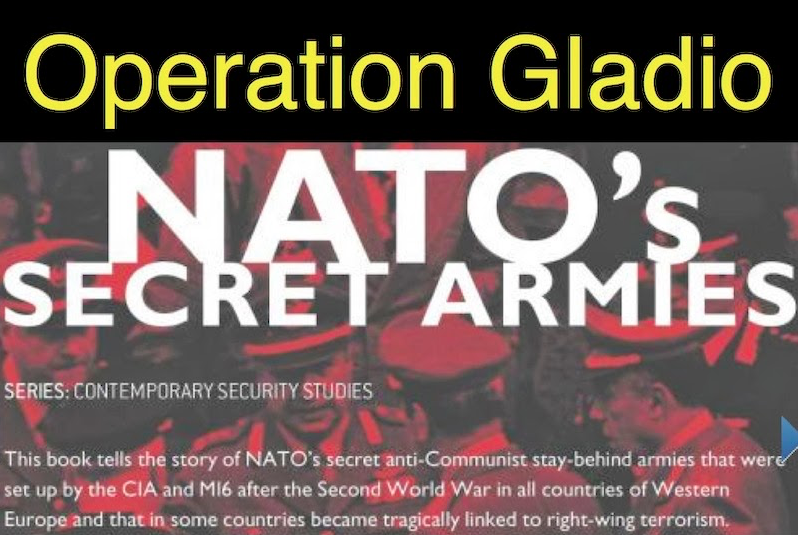 Operation Gladio
NATO's
SECRET ARMIES
SERIES: CONTEMPORARY SECURITY STUDIES
This book tells the story of NATO's secret anti-Communist stay-behind armies that were
set up by the CIA and MI6 after the Second World War in all countries of Western
Europe and that in some countries became tragically linked to right-wing terrorism.